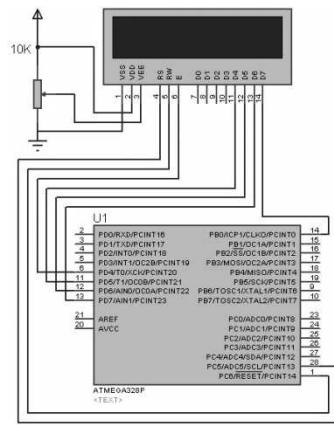 10K
VSS
VDD
VEE
RS
RW
E
D0
D1
D2
D3
D4
D5
D6
D7
1
2
3
4
5
6
7
8
9
10
11
12
13
14
U1
2 PD0/RXD/PCINT16 PB0/ICP1/CLKO/PCINT0 14
3 PD1/TXD/PCINT17 PB1/OC1A/PCINT1 15
4 PD2/INT0/PCINT18 PB2/SS/OC1B/PCINT2 16
5 PD3/INT1/OC2B/PCINT19 PB3/MOSI/OC2A/PCINT3 17
6 PD4/T0/XCK/PCINT20 PB4/MISO/PCINT4 18
11 PD5/T1/OC0B/PCINT21 PB5/SCK/PCINT5 19
12 PD6/AIN0/OC0A/PCINT22 PB6/TOSC1/XTAL1/PCINT6 9
13 PD7/AIN1/PCINT23 PB7/TOSC2/XTAL2/PCINT7 10
21 AREF PC0/ADC0/PCINT8 23
20 AVCC PC1/ADC1/PCINT9 24
PC2/ADC2/PCINT10 25
PC3/ADC3/PCINT11 26
PC4/ADC4/SDA/PCINT12 27
PC5/ADC5/SCL/PCINT13 28
PC6/RESET/PCINT14 1
ATMEGA328P
<TEXT>